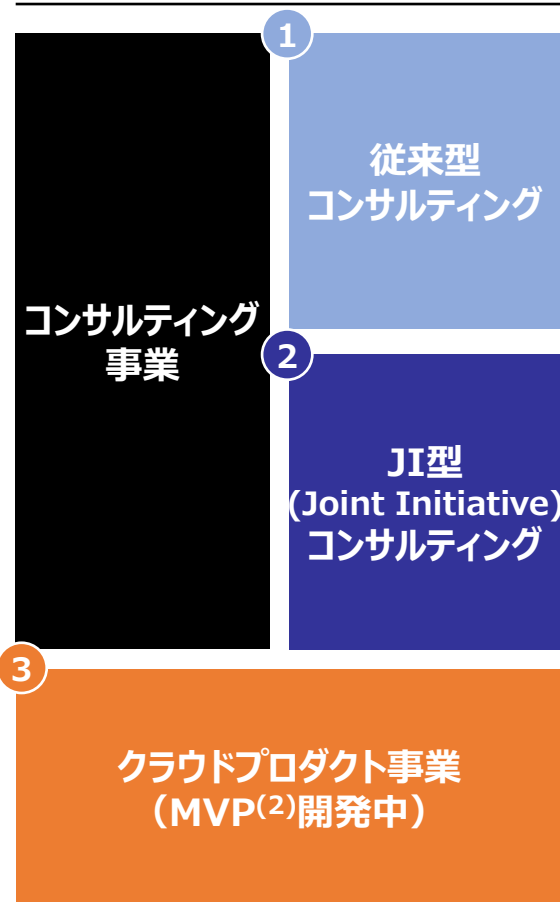 1
従来型
コンサルティング
コンサルティング
事業
2
JI型
(Joint Initiative)
コンサルティング
3
クラウドプロダクト事業
（MVP(2)開発中）